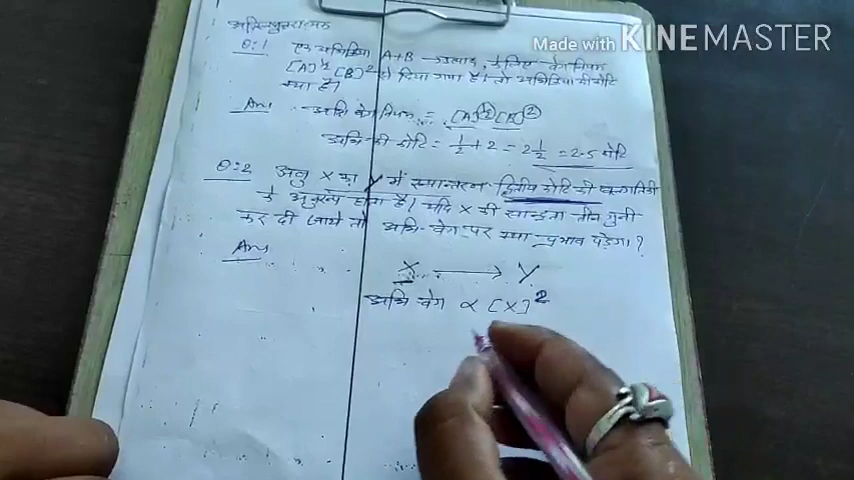 Made with KINEMASTER
Q:1 एक अभिक्रिया A+B → उत्पाद, के लिए वेग नियम
[A]½ [B]2 से दिया गया है। तो अभिक्रिया की कोटि
क्या है।
Ans अभि वेग नियम = [A]½[B]2
अभि की कोटि = 1/2 + 2 = 2 1/2 = 2.5 कोटि
Q:2 अणु X का Y में रूपान्तरण द्वितीय कोटि की बलगतिकी
के अनुरूप होता है। यदि X की सान्द्रता तीन गुनी
कर दी जाये तो अभि-वेग पर क्या प्रभाव पड़ेगा?
Ans
X → Y
अभि वेग ∝ [X]2